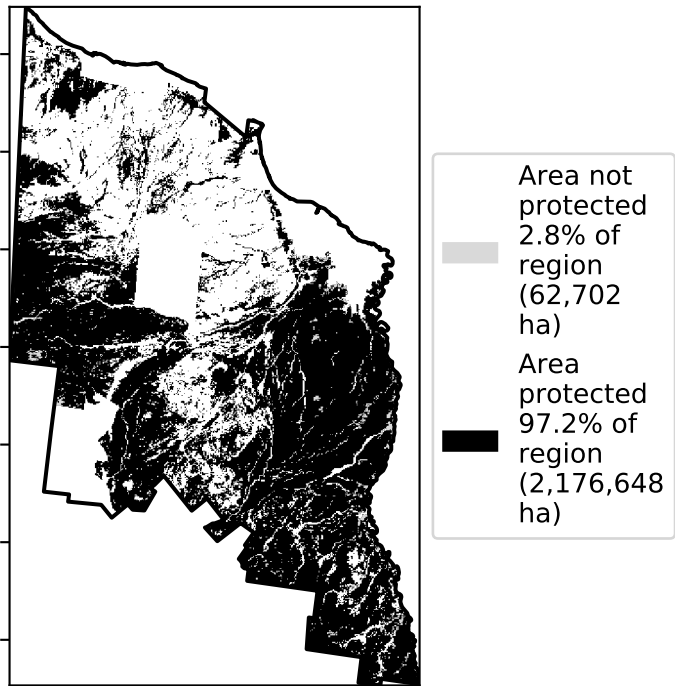 Area not
protected
2.8% of
region
(62,702
ha)
Area
protected
97.2% of
region
(2,176,648
ha)